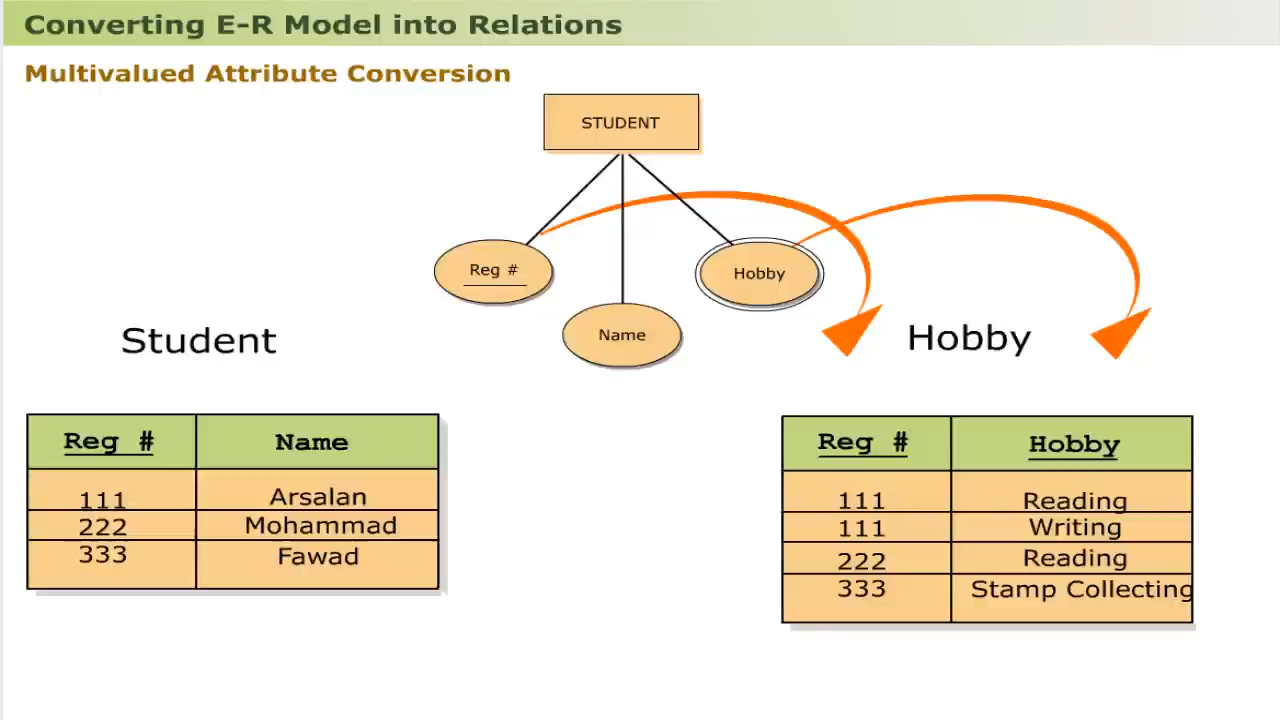 Converting E-R Model into Relations
Multivalued Attribute Conversion
STUDENT
Reg #
Hobby
Name
Student
Hobby
Reg # Name
111 Arsalan
222 Mohammad
333 Fawad
Reg # Hobby
111 Reading
111 Writing
222 Reading
333 Stamp Collecting